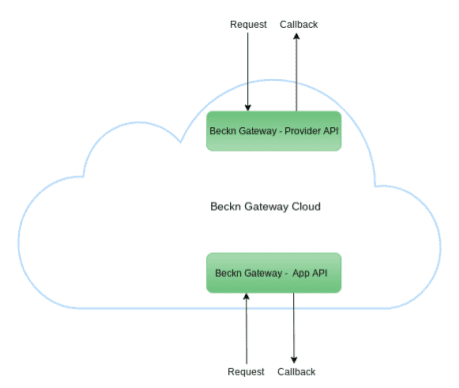 Request Callback
Beckn Gateway - Provider API
Beckn Gateway Cloud
Beckn Gateway - App API
Request Callback